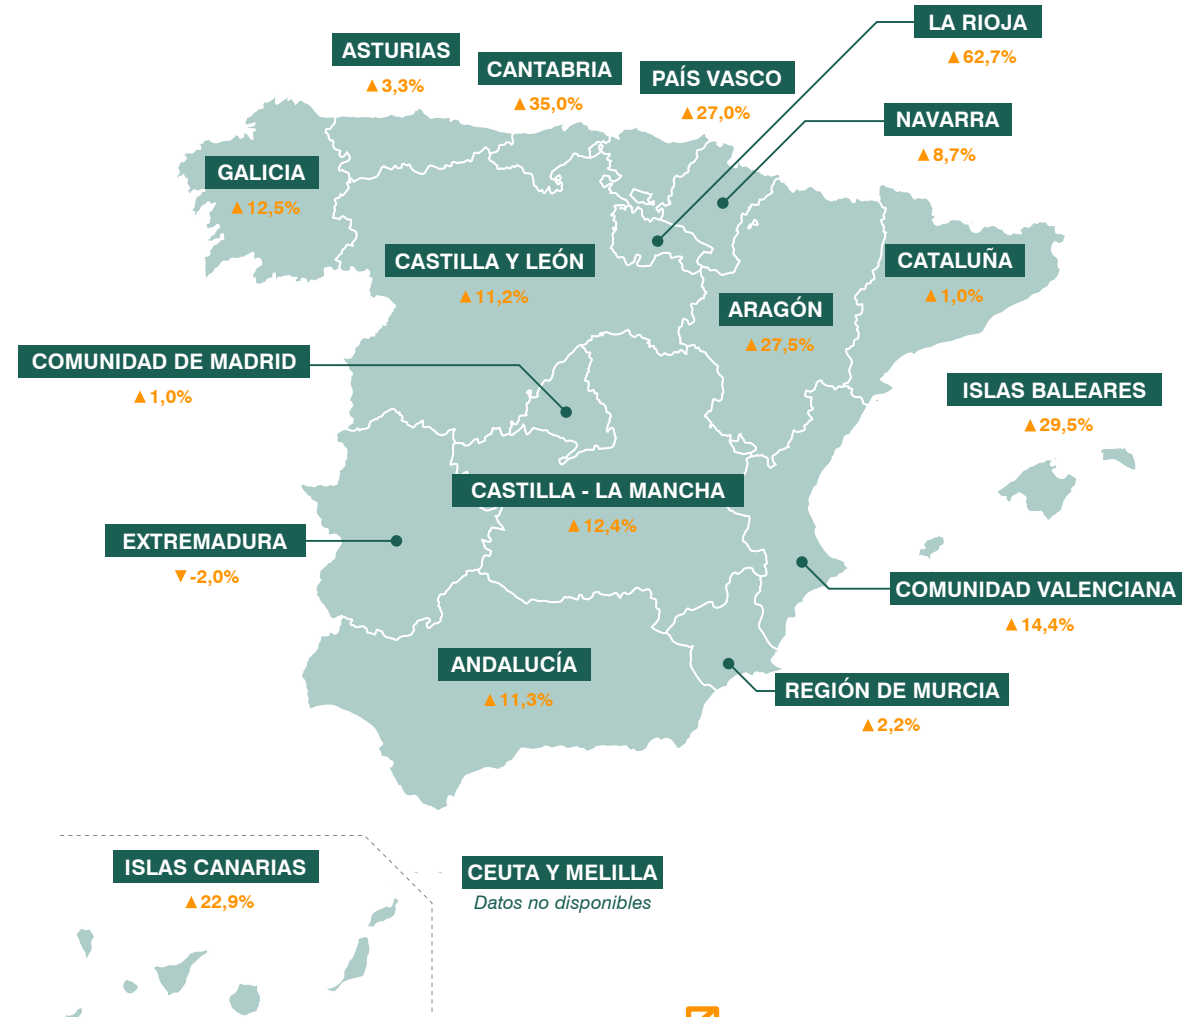 LA RIOJA
▲62,7%
ASTURIAS
▲3,3%
CANTABRIA
▲35,0%
PAÍS VASCO
▲27,0%
NAVARRA
▲8,7%
GALICIA
▲12,5%
CASTILLA Y LEÓN
▲11,2%
CATALUÑA
▲1,0%
ARAGÓN
▲27,5%
COMUNIDAD DE MADRID
▲1,0%
ISLAS BALEARES
▲29,5%
CASTILLA - LA MANCHA
▲12,4%
EXTREMADURA
▼-2,0%
COMUNIDAD VALENCIANA
▲14,4%
ANDALUCÍA
▲11,3%
REGIÓN DE MURCIA
▲2,2%
ISLAS CANARIAS
▲22,9%
CEUTA Y MELILLA
Datos no disponibles